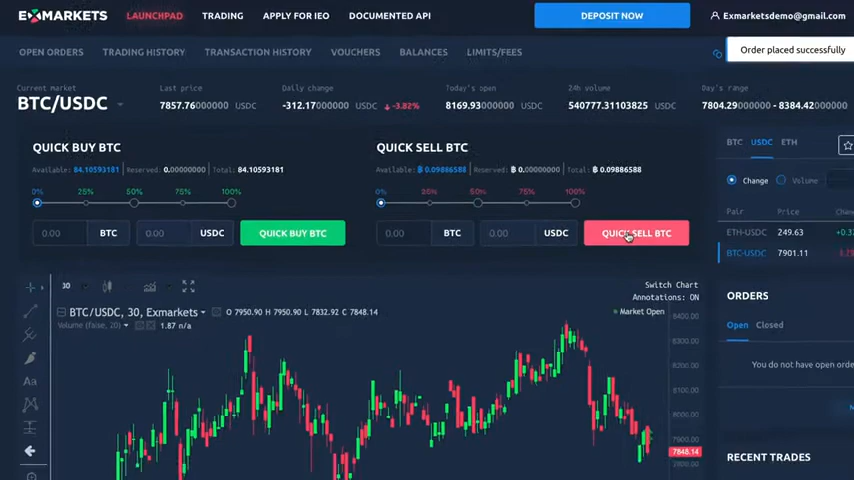 EXMARKETS LAUNCHPAD TRADING APPLY FOR IEO DOCUMENTED API DEPOSIT NOW Exmarketsdemo@gmail.com
OPEN ORDERS TRADING HISTORY TRANSACTION HISTORY VOUCHERS BALANCES LIMITS/FEES Order placed successfully
Current market Last price Daily change Today's open 24h volume Day's range
BTC/USDC 7857.76000000 USDC -312.17000000 USDC -3.82% 8169.93000000 USDC 540777.31103825 USDC 7804.29000000 - 8384.42000000
QUICK BUY BTC QUICK SELL BTC BTC USDC ETH
Available: 84.10593181 Reserved: 0.00000000 Total: 84.10593181 Available: ฿ 0.09886588 Reserved: ฿ 0.00000000 Total: ฿ 0.09886588
Change Volume
0% 25% 50% 75% 100% 0% 25% 50% 75% 100%
Pair Price
0.00 BTC 0.00 USDC QUICK BUY BTC 0.00 BTC 0.00 USDC QUICK SELL BTC ETH-USDC 249.63
BTC-USDC 7901.11
30 Switch Chart
Annotations: ON
ORDERS
BTC/USDC, 30, Exmarkets O 7950.90 H 7950.90 L 7832.92 C 7848.14 Market Open
Volume (false, 20) 1.87 n/a 8400.00
Open Closed
8300.00
8200.00
You do not have open
8100.00
Aa
8000.00
7900.00
7848.14
RECENT TRADES
7800.00